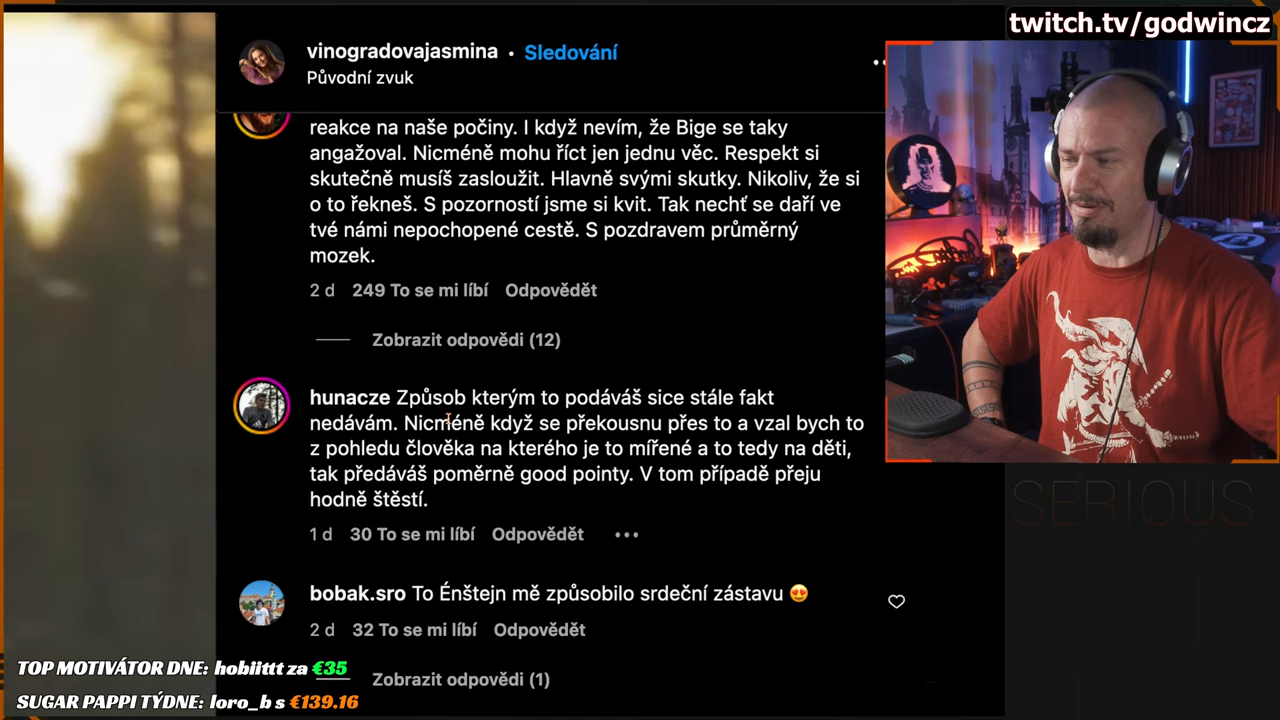 twitch.tv/godwincz
vinogradovajasmina • Sledování
Původní zvuk
reakce na naše počiny. I když nevím, že Bige se taky
angažoval. Nicméně mohu říct jen jednu věc. Respekt si
skutečně musíš zasloužit. Hlavně svými skutky. Nikoliv, že si
o to řekneš. S pozorností jsme si kvit. Tak nechť se daří ve
tvé námi nepochopené cestě. S pozdravem průměrný
mozek.
2 d 249 To se mi líbí Odpovědět
Zobrazit odpovědi (12)
hunacze Způsob kterým to podáváš sice stále fakt
nedávám. Nicméně když se překousnu přes to a vzal bych to
z pohledu člověka na kterého je to mířené a to tedy na děti,
tak předáváš poměrně good pointy. V tom případě přeju
hodně štěstí.
1 d 30 To se mi líbí Odpovědět
bobak.sro To Énštejn mě způsobilo srdeční zástavu 😍
2 d 32 To se mi líbí Odpovědět
Zobrazit odpovědi (1)
SERIOUS
TOP MOTIVÁTOR DNE: hobiittt za €35
SUGAR PAPPI TÝDNE: loro_b s €139.16